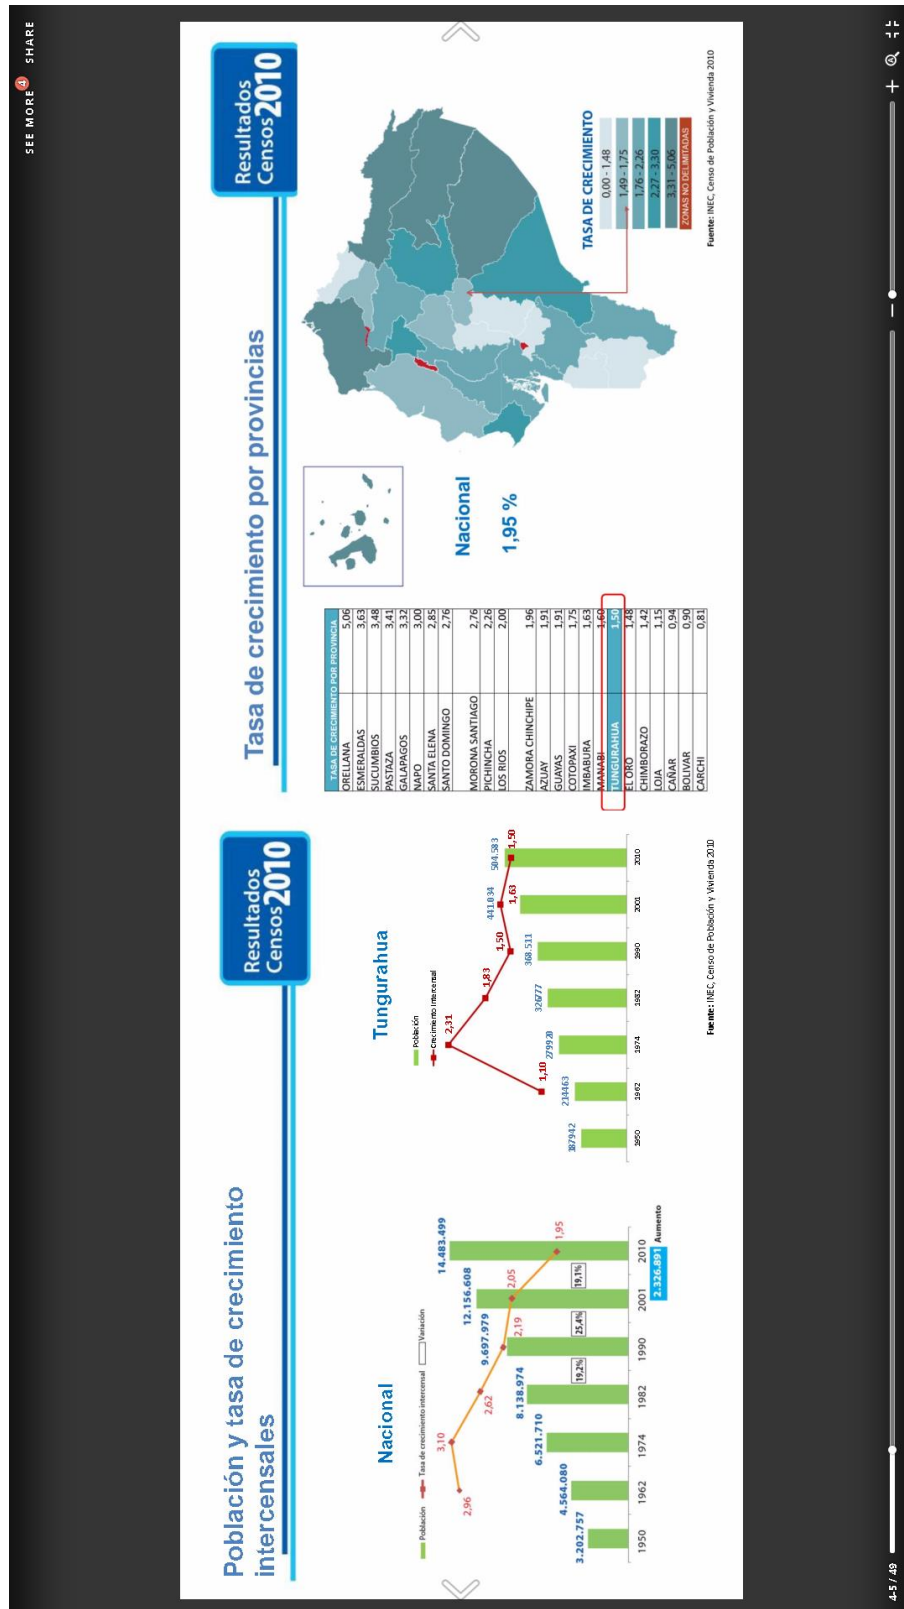 Población y tasa de crecimiento
intercensales
Resultados
Censos 2010
Nacional
Población
Tasa de crecimiento intercensal
Variación
14.483.499
12.156.608
9.697.979
8.138.974
6.521.710
4.564.080
3.202.757
2,96
3,10
2,62
2,19
2,05
1,95
19,2%
25,4%
19,1%
1950
1962
1974
1982
1990
2001
2010
2.326.891 Aumento
Tungurahua
Población
Crecimiento Intercensal
187942
214463
279920
326777
368.511
441.034
504.583
1,10
2,31
1,83
1,50
1,63
1,50
1950
1962
1974
1982
1990
2001
2010
Fuente: INEC, Censo de Población y Vivienda 2010
Tasa de crecimiento por provincias
Resultados
Censos 2010
TASA DE CRECIMIENTO POR PROVINCIA
ORELLANA 5,06
ESMERALDAS 3,63
SUCUMBIOS 3,48
PASTAZA 3,41
GALAPAGOS 3,32
NAPO 3,00
SANTA ELENA 2,85
SANTO DOMINGO 2,76
MORONA SANTIAGO 2,76
PICHINCHA 2,26
LOS RIOS 2,00
ZAMORA CHINCHIPE 1,96
AZUAY 1,91
GUAYAS 1,91
COTOPAXI 1,75
IMBABURA 1,63
MANABI 1,60
TUNGURAHUA 1,50
EL ORO 1,48
CHIMBORAZO 1,42
LOJA 1,15
CAÑAR 0,94
BOLIVAR 0,90
CARCHI 0,81
Nacional
1,95 %
TASA DE CRECIMIENTO
0,00 - 1,48
1,49 - 1,75
1,76 - 2,26
2,27 - 3,30
3,31 - 5,06
ZONAS NO DELIMITADAS
Fuente: INEC, Censo de Población y Vivienda 2010
SEE MORE 4 SHARE
4-5 / 49